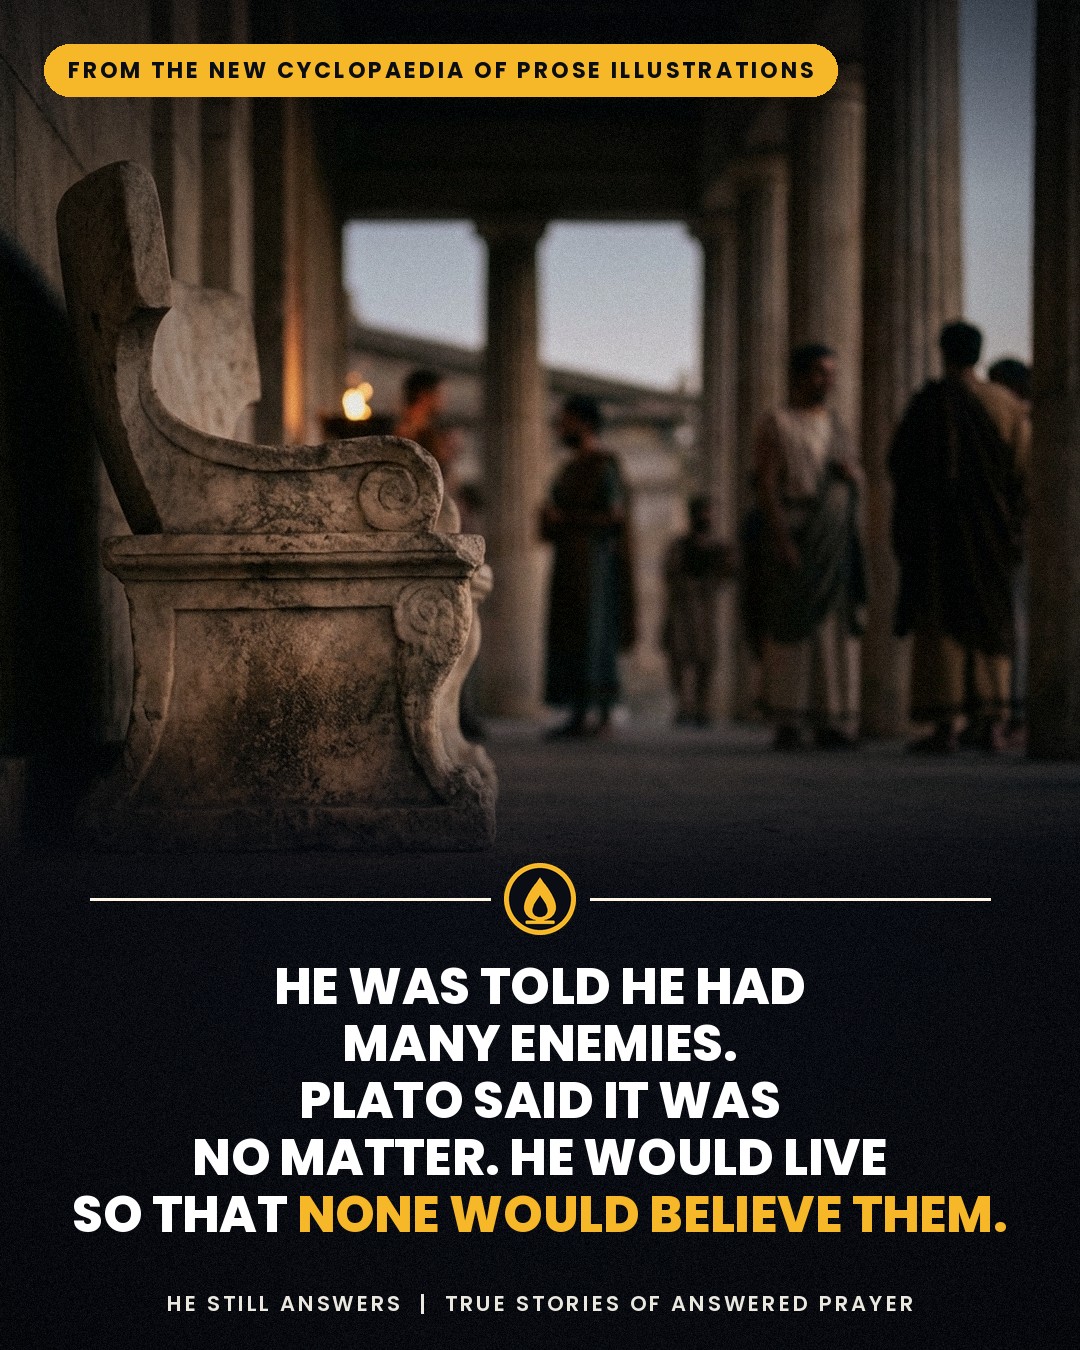 FROM THE NEW CYCLOPAEDIA OF PROSE ILLUSTRATIONS
HE WAS TOLD HE HAD
MANY ENEMIES.
PLATO SAID IT WAS
NO MATTER. HE WOULD LIVE
SO THAT NONE WOULD BELIEVE THEM.
HE STILL ANSWERS | TRUE STORIES OF ANSWERED PRAYER